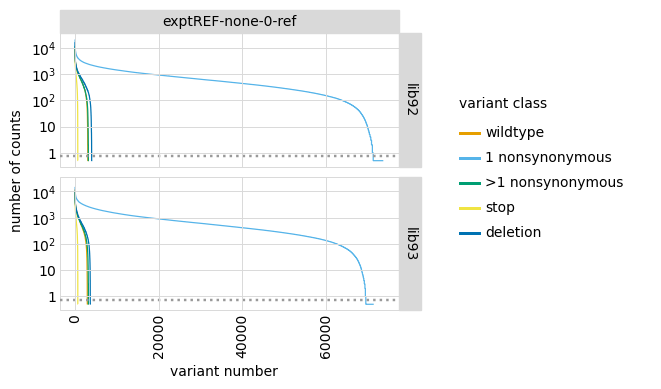 exptREF-none-0-ref
number of counts
10⁴
10³
10²
10
1
lib92
10⁴
10³
10²
10
1
lib93
0
20000
40000
60000
variant number
variant class
wildtype
1 nonsynonymous
>1 nonsynonymous
stop
deletion